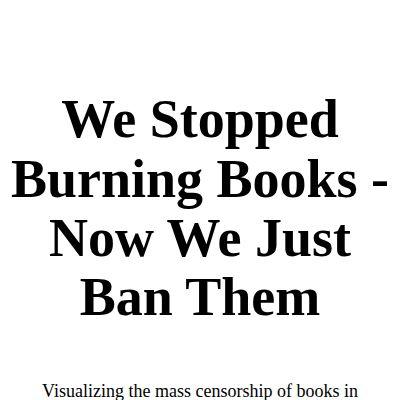 We Stopped
Burning Books -
Now We Just
Ban Them
Visualizing the mass censorship of books in